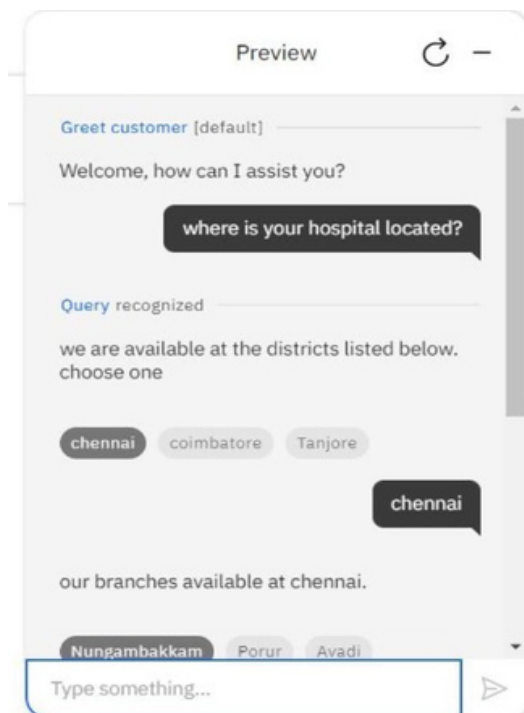 Preview
Greet customer [default]
Welcome, how can I assist you?
where is your hospital located?
Query recognized
we are available at the districts listed below.
choose one
chennai coimbatore Tanjore
chennai
our branches available at chennai.
Nungambakkam Porur Avadi
Type something...